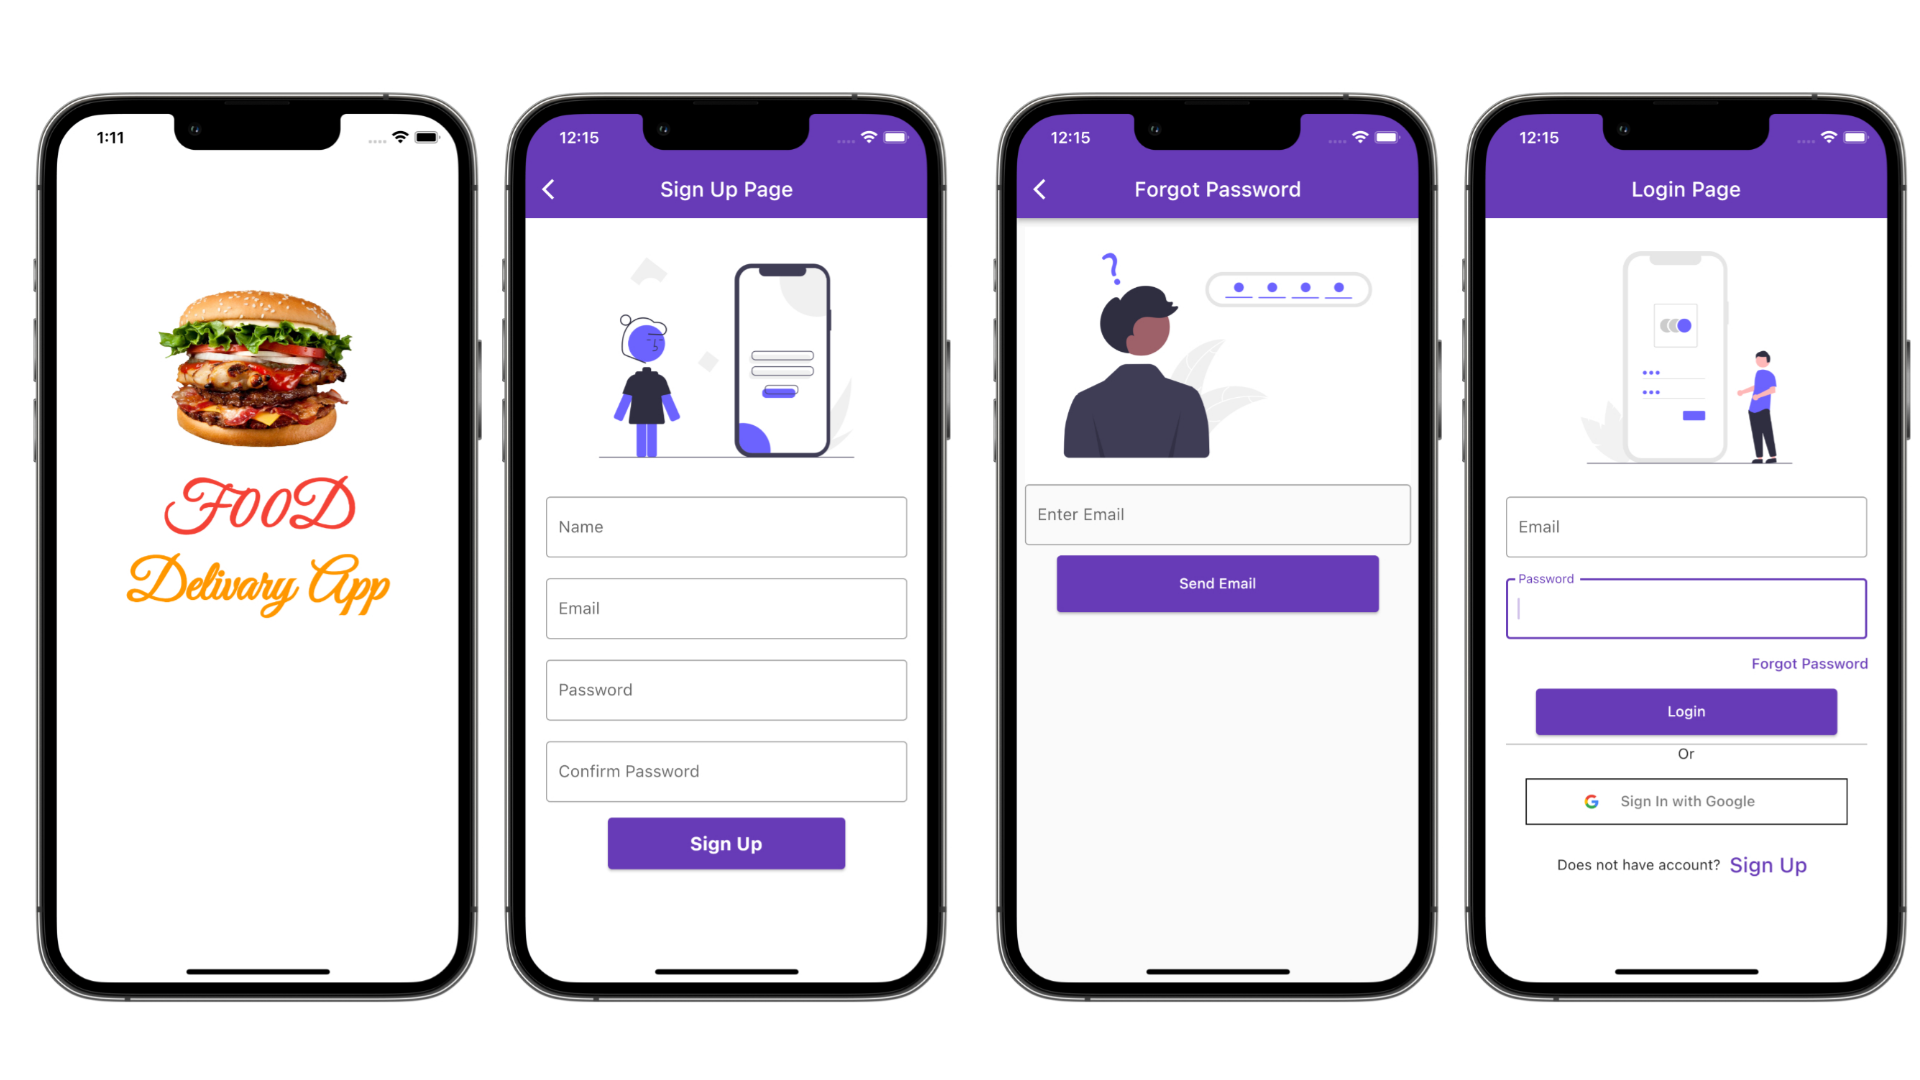 1:11
FOOD
Delivary App
12:15
Sign Up Page
Name
Email
Password
Confirm Password
Sign Up
12:15
Forgot Password
?
Enter Email
Send Email
12:15
Login Page
Email
Password
Forgot Password
Login
Or
Sign In with Google
Does not have account? Sign Up